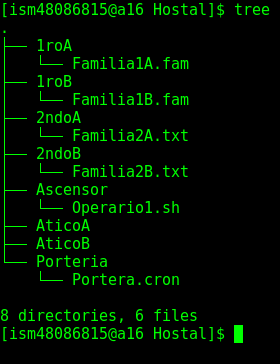 [ism48086815@a16 Hostal]$ tree
.
├── 1roA
│   └── Familia1A.fam
├── 1roB
│   └── Familia1B.fam
├── 2ndoA
│   └── Familia2A.txt
├── 2ndoB
│   └── Familia2B.txt
├── Ascensor
│   └── Operario1.sh
├── AticoA
├── AticoB
└── Porteria
    └── Portera.cron

8 directories, 6 files
[ism48086815@a16 Hostal]$